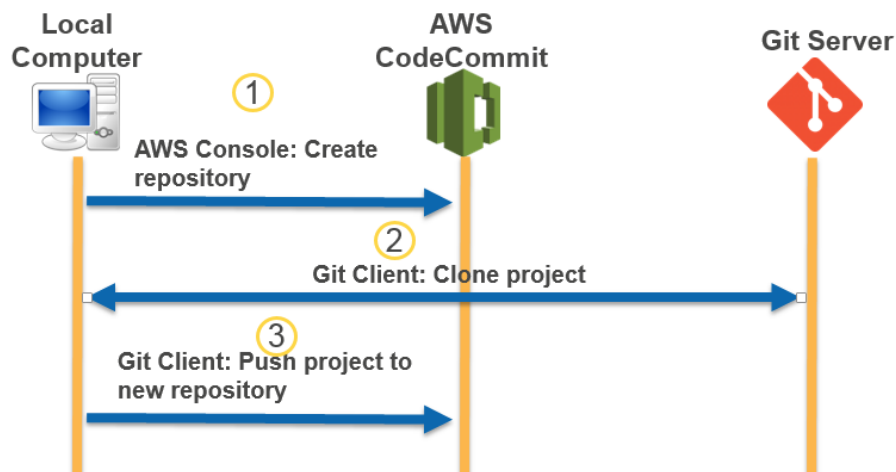 Local
Computer
AWS
CodeCommit
Git Server
1
AWS Console: Create
repository
2
Git Client: Clone project
3
Git Client: Push project to
new repository